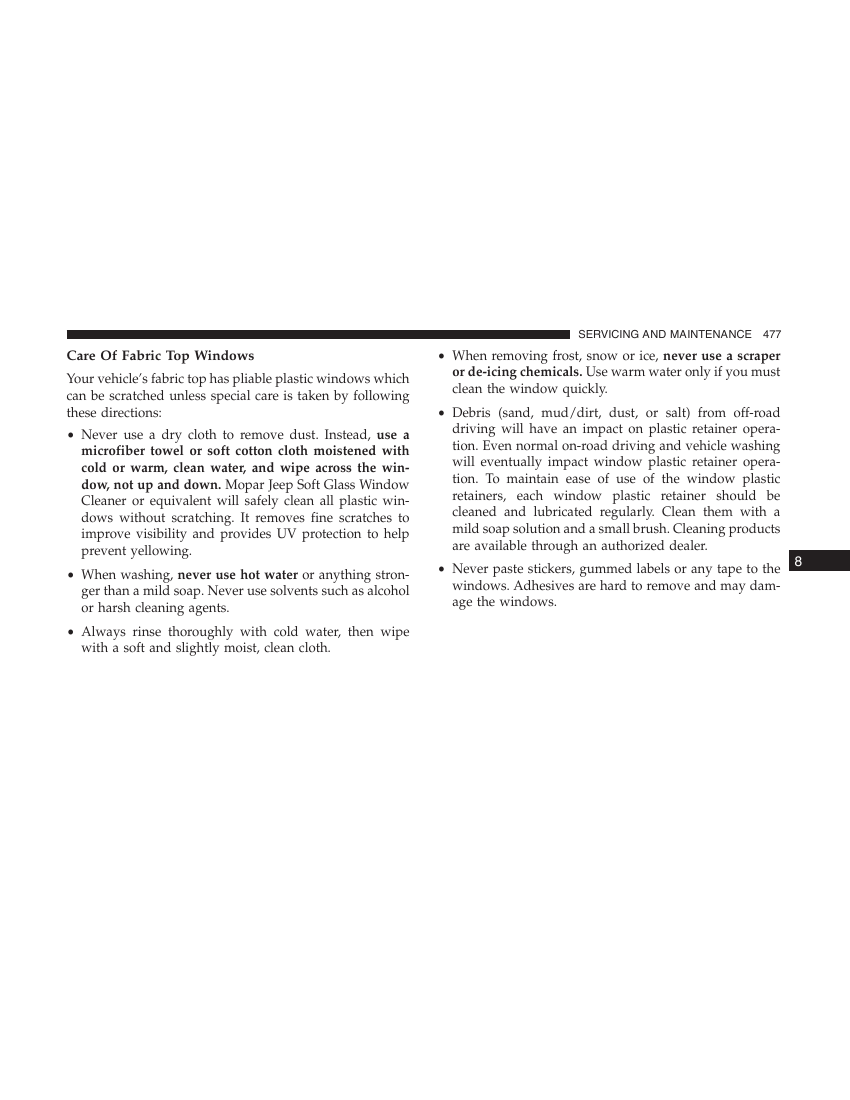 SERVICING AND MAINTENANCE 477
Care Of Fabric Top Windows
Your vehicle’s fabric top has pliable plastic windows which
can be scratched unless special care is taken by following
these directions:
• Never use a dry cloth to remove dust. Instead, use a
microfiber towel or soft cotton cloth moistened with
cold or warm, clean water, and wipe across the win-
dow, not up and down. Mopar Jeep Soft Glass Window
Cleaner or equivalent will safely clean all plastic win-
dows without scratching. It removes fine scratches to
improve visibility and provides UV protection to help
prevent yellowing.
• When washing, never use hot water or anything stron-
ger than a mild soap. Never use solvents such as alcohol
or harsh cleaning agents.
• Always rinse thoroughly with cold water, then wipe
with a soft and slightly moist, clean cloth.
• When removing frost, snow or ice, never use a scraper
or de-icing chemicals. Use warm water only if you must
clean the window quickly.
• Debris (sand, mud/dirt, dust, or salt) from off-road
driving will have an impact on plastic retainer opera-
tion. Even normal on-road driving and vehicle washing
will eventually impact window plastic retainer opera-
tion. To maintain ease of use of the window plastic
retainers, each window plastic retainer should be
cleaned and lubricated regularly. Clean them with a
mild soap solution and a small brush. Cleaning products
are available through an authorized dealer.
• Never paste stickers, gummed labels or any tape to the
windows. Adhesives are hard to remove and may dam-
age the windows.
8